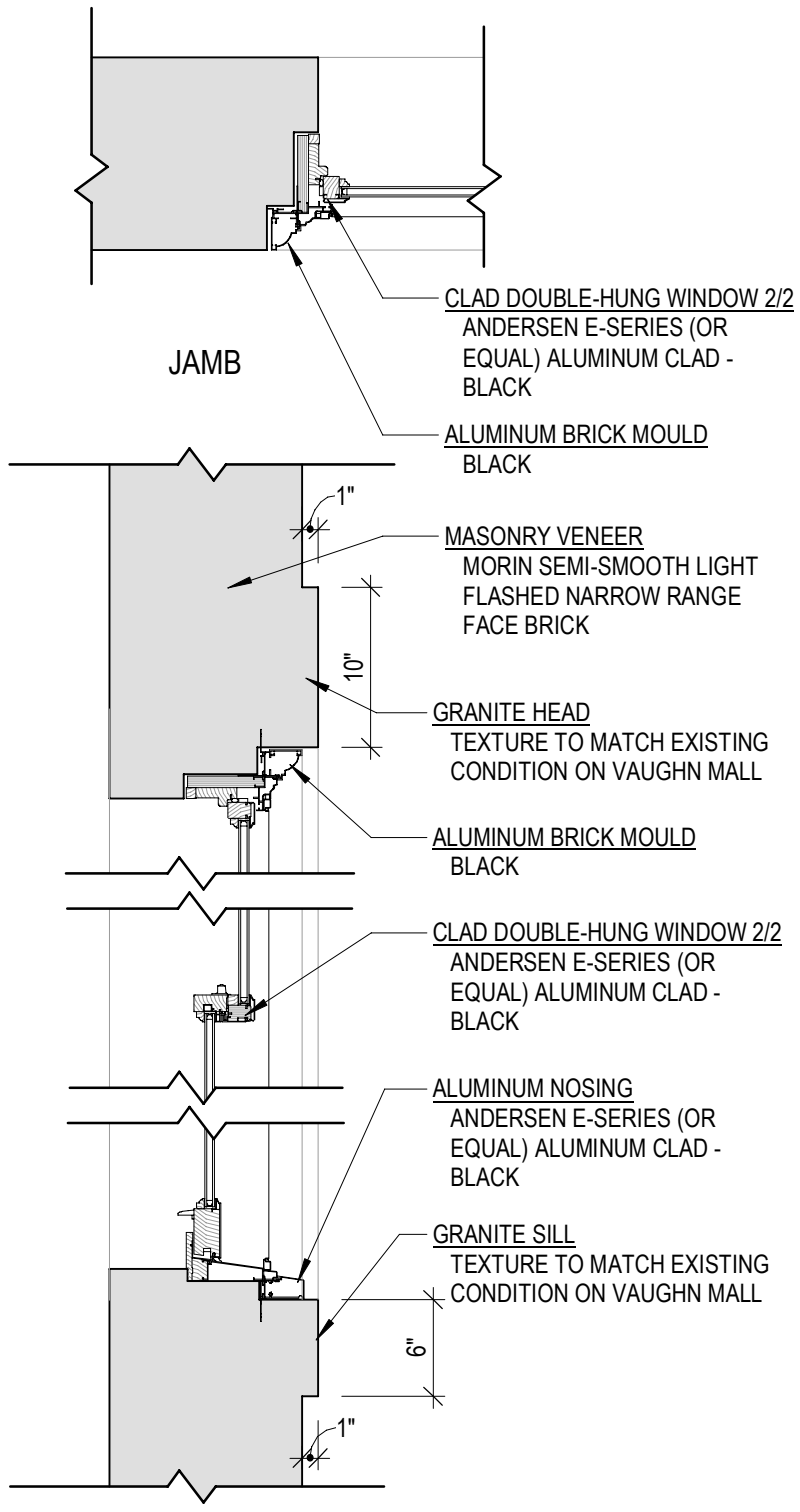 CLAD DOUBLE-HUNG WINDOW 2/2
ANDERSEN E-SERIES (OR
EQUAL) ALUMINUM CLAD -
BLACK
JAMB
ALUMINUM BRICK MOULD
BLACK
1"
MASONRY VENEER
MORIN SEMI-SMOOTH LIGHT
FLASHED NARROW RANGE
FACE BRICK
10"
GRANITE HEAD
TEXTURE TO MATCH EXISTING
CONDITION ON VAUGHN MALL
ALUMINUM BRICK MOULD
BLACK
CLAD DOUBLE-HUNG WINDOW 2/2
ANDERSEN E-SERIES (OR
EQUAL) ALUMINUM CLAD -
BLACK
ALUMINUM NOSING
ANDERSEN E-SERIES (OR
EQUAL) ALUMINUM CLAD -
BLACK
GRANITE SILL
TEXTURE TO MATCH EXISTING
CONDITION ON VAUGHN MALL
6"
1"